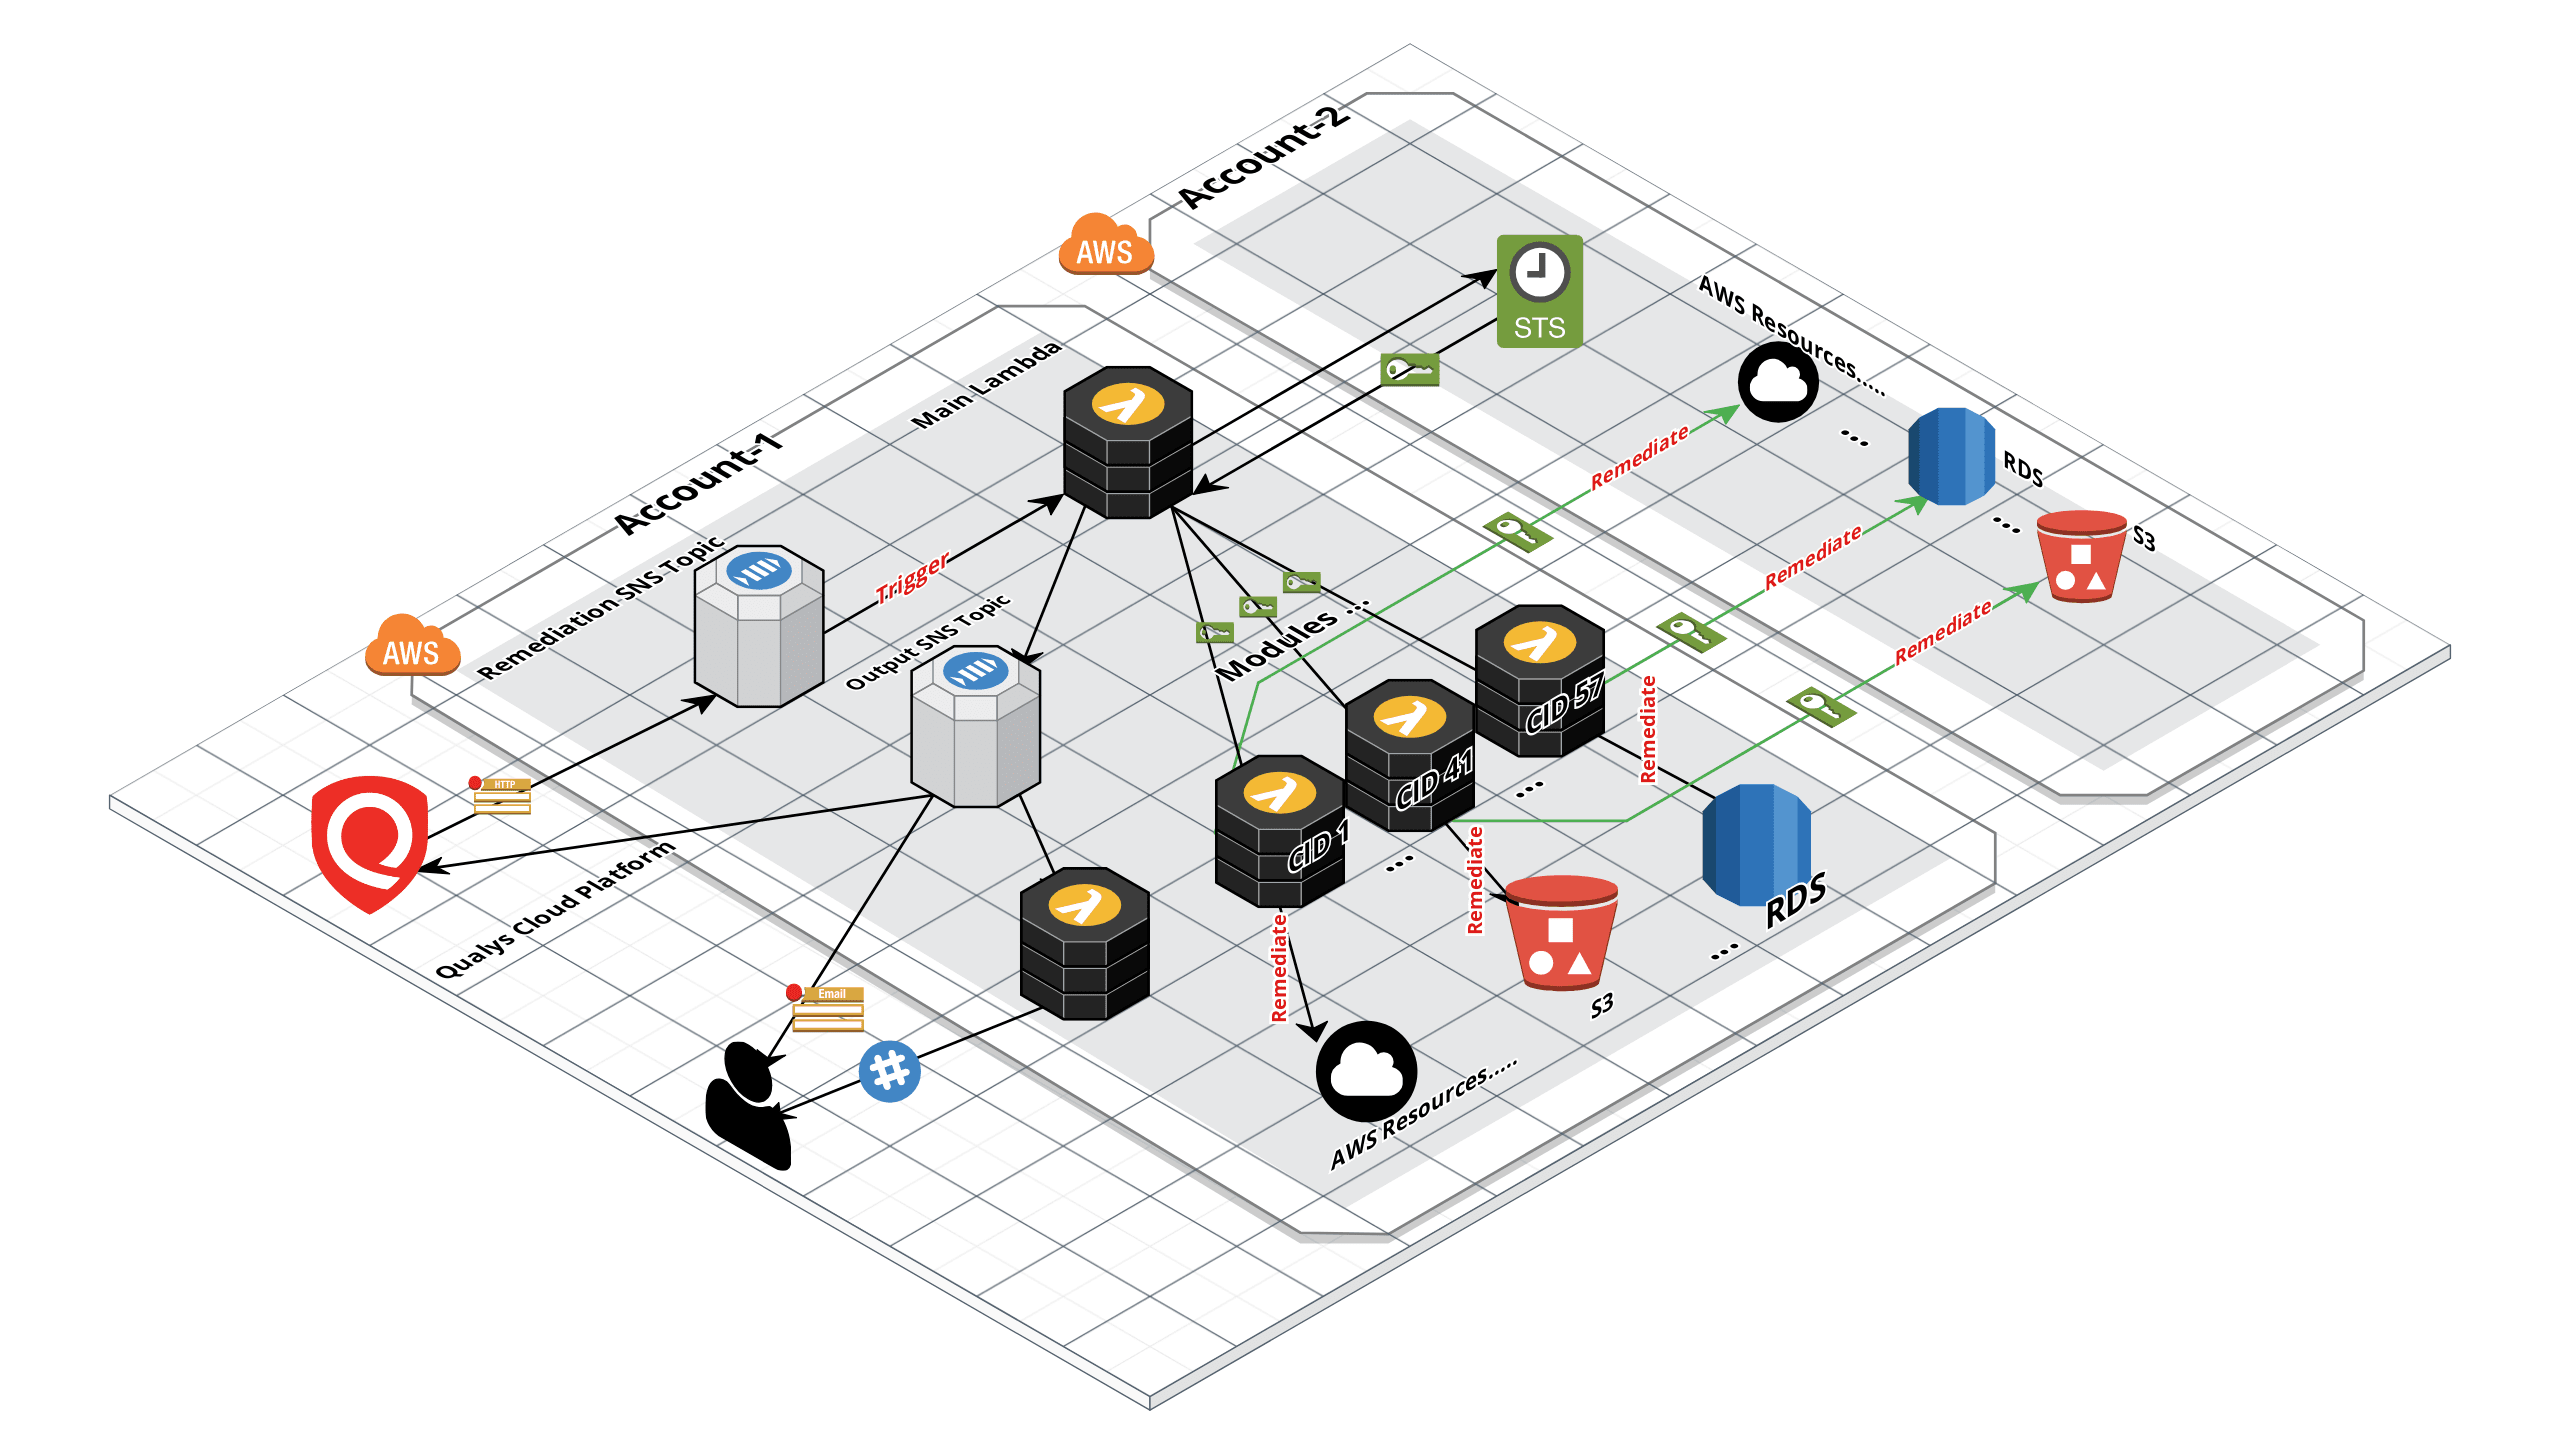 Account-2
AWS
STS
AWS Resources.....
Main Lambda
Account-1
Remediate
RDS
...
...
S3
Remediation SNS Topic
AWS
Trigger
Remediate
Output SNS Topic
Modules ...
Remediate
CID 57
Remediate
CID 41
CID 1
...
...
HTTP
Remediate
RDS
Qualys Cloud Platform
Remediate
Email
...
S3
#
AWS Resources.....
Remediate